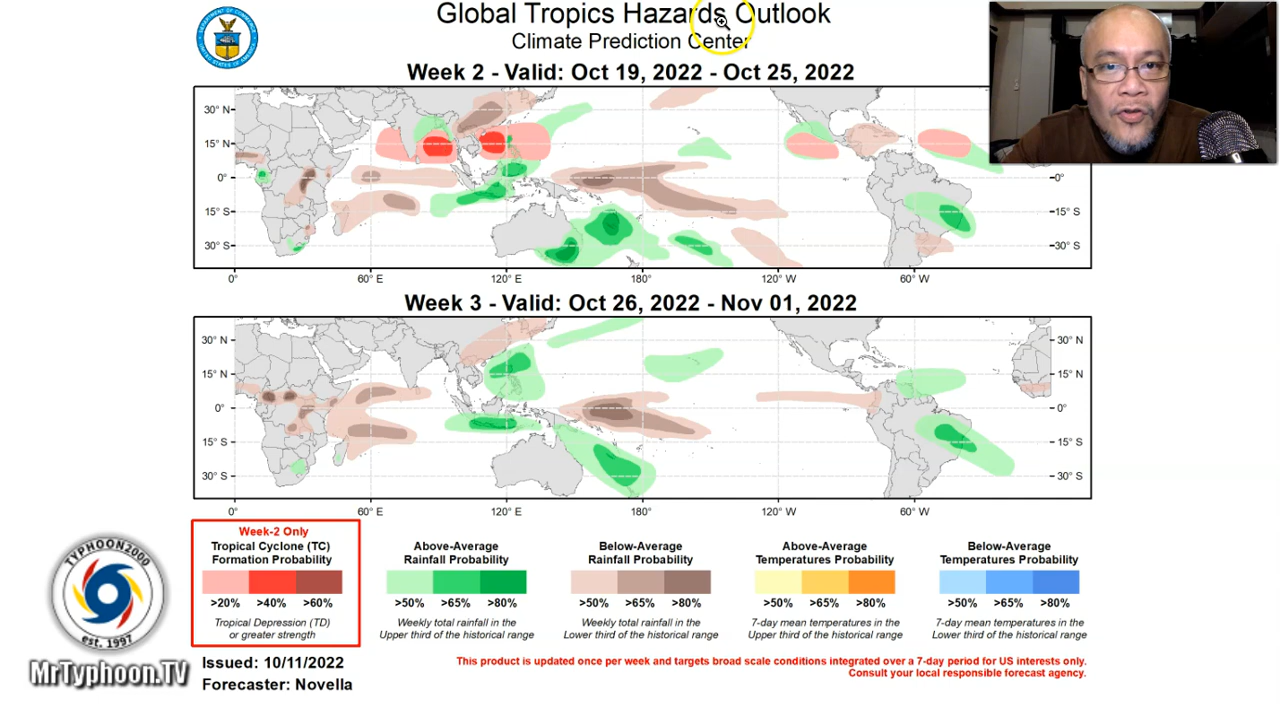 Global Tropics Hazards Outlook
Climate Prediction Center
Week 2 - Valid: Oct 19, 2022 - Oct 25, 2022
30° N
15° N
0°
15° S
30° S
0°
15° S
30° S
0° 60° E 120° E 180° 120° W 60° W
Week 3 - Valid: Oct 26, 2022 - Nov 01, 2022
30° N 30° N
15° N 15° N
0° 0°
15° S 15° S
30° S 30° S
0° 60° E 120° E 180° 120° W 60° W
Week-2 Only
Tropical Cyclone (TC)
Formation Probability
>20% >40% >60%
Tropical Depression (TD)
or greater strength
Above-Average
Rainfall Probability
>50% >65% >80%
Weekly total rainfall in the
Upper third of the historical range
Below-Average
Rainfall Probability
>50% >65% >80%
Weekly total rainfall in the
Lower third of the historical range
Above-Average
Temperatures Probability
>50% >65% >80%
7-day mean temperatures in the
Upper third of the historical range
Below-Average
Temperatures Probability
>50% >65% >80%
7-day mean temperatures in the
Lower third of the historical range
TYPHOON2000
est. 1997
MrTyphoon.TV
Issued: 10/11/2022
Forecaster: Novella
This product is updated once per week and targets broad scale conditions integrated over a 7-day period for US interests only.
Consult your local responsible forecast agency.